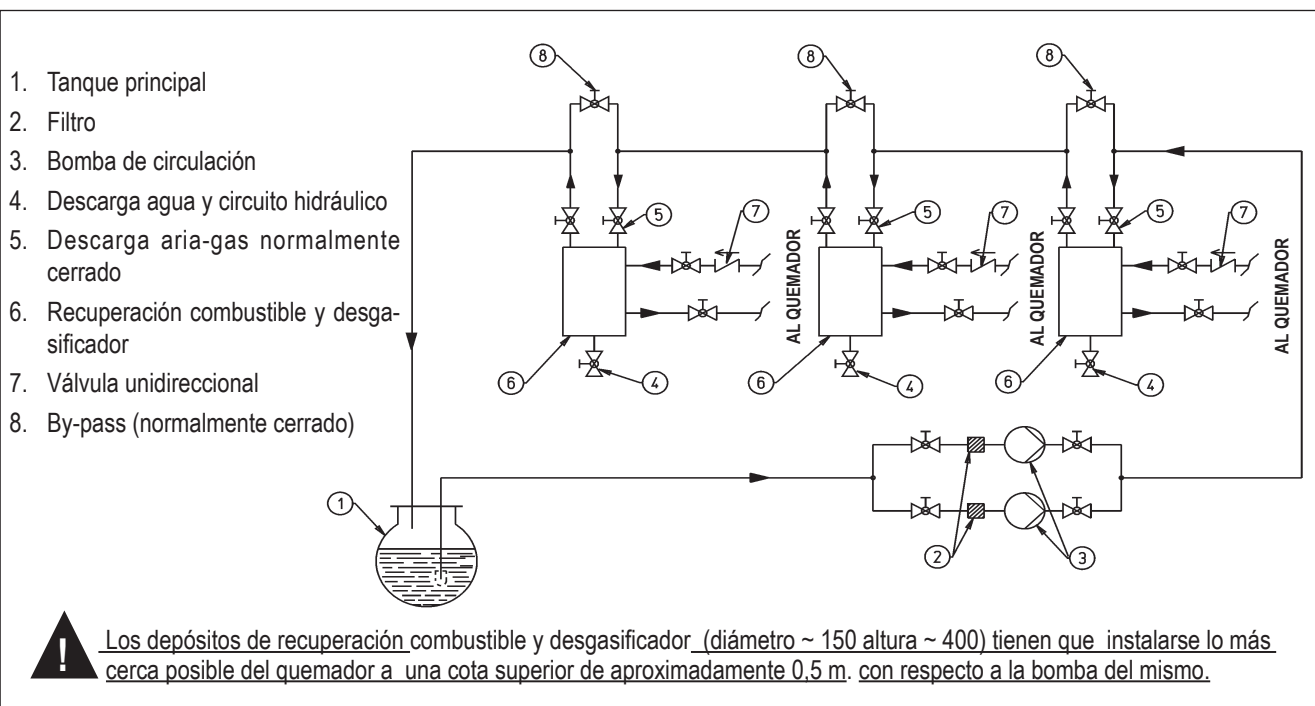 1. Tanque principal
2. Filtro
3. Bomba de circulación
4. Descarga agua y circuito hidráulico
5. Descarga aria-gas normalmente
cerrado
6. Recuperación combustible y desga-
sificador
7. Válvula unidireccional
8. By-pass (normalmente cerrado)
8
8
8
5
7
5
7
5
7
AL QUEMADOR
AL QUEMADOR
AL QUEMADOR
6
4
6
4
6
4
1
2
3
! Los depósitos de recuperación combustible y desgasificador (diámetro ~ 150 altura ~ 400) tienen que instalarse lo más
cerca posible del quemador a una cota superior de aproximadamente 0,5 m. con respecto a la bomba del mismo.